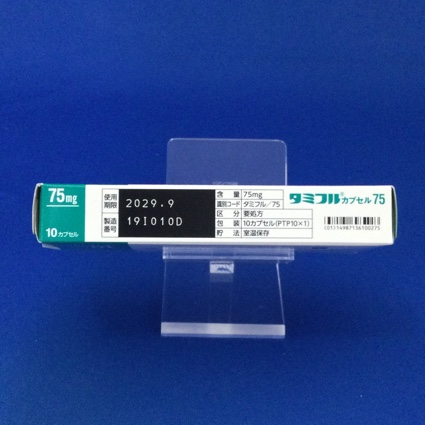 75mg
10カプセル
使用期限 2029.9
製造番号 19I010D
含量 75mg
識別コード タミフル/75
区分 要処方
包装 10カプセル(PTP10×1)
貯法 室温保存
タミフル®カプセル75
(01)14987136100275